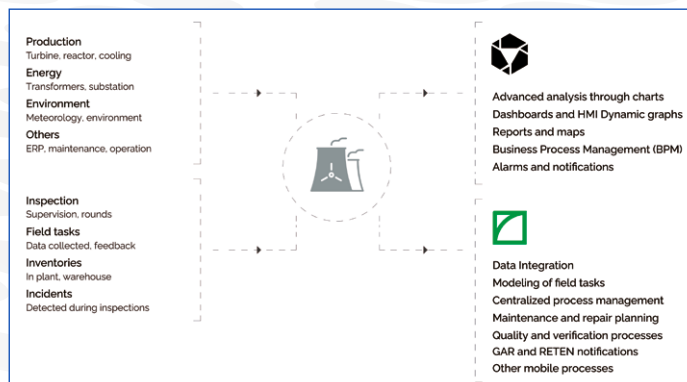 Production
Turbine, reactor, cooling
Energy
Transformers, substation
Environment
Meteorology, environment
Others
ERP, maintenance, operation
Inspection
Supervision, rounds
Field tasks
Data collected, feedback
Inventories
In plant, warehouse
Incidents
Detected during inspections
Advanced analysis through charts
Dashboards and HMI Dynamic graphs
Reports and maps
Business Process Management (BPM)
Alarms and notifications
Data Integration
Modeling of field tasks
Centralized process management
Maintenance and repair planning
Quality and verification processes
GAR and RETEN notifications
Other mobile processes